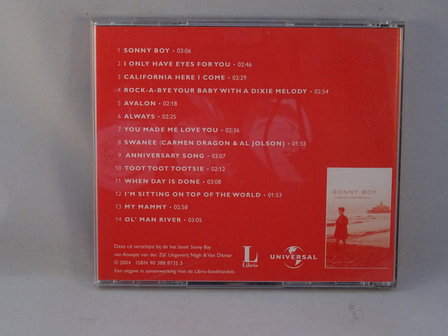 1 SONNY BOY • 03:06
2 I ONLY HAVE EYES FOR YOU • 02:46
3 CALIFORNIA HERE I COME • 02:29
4 ROCK-A-BYE YOUR BABY WITH A DIXIE MELODY • 02:54
5 AVALON • 02:18
6 ALWAYS • 02:25
7 YOU MADE ME LOVE YOU • 02:36
8 SWANEE (CARMEN DRAGON & AL JOLSON) • 01:53
9 ANNIVERSARY SONG • 03:07
10 TOOT TOOT TOOTSIE • 02:12
11 WHEN DAY IS DONE • 03:08
12 I'M SITTING ON TOP OF THE WORLD • 01:53
13 MY MAMMY • 02:58
14 OL' MAN RIVER • 03:05
SONNY BOY
Deze cd verschijnt bij het boek Sonny Boy
van Annejet van der Zijl Uitgeverij Nijgh & Van Ditmar
© 2004 ISBN 90 388 8735 3
Een uitgave in samenwerking met de Libris-boekhandels
L
Libris
UNIVERSAL